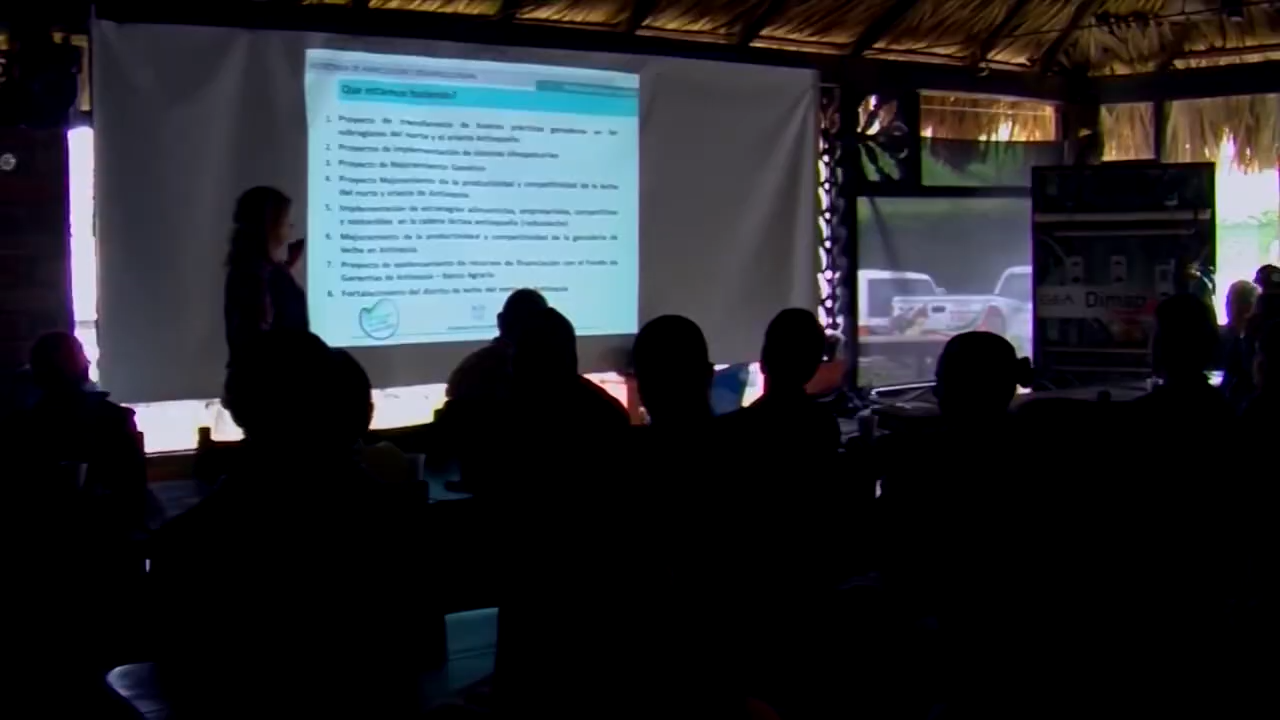 Que estamos haciendo?
1. Proyecto de transferencia de buenas prácticas ganaderas en las
subregiones del norte y el oriente Antioqueño
2. Proyectos de implementación de sistemas silvopastoriles
3. Proyecto de Mejoramiento Genético
4. Proyecto Mejoramiento de la productividad y competitividad de la leche
del norte y oriente de Antioquia
5. Implementación de estrategias alimenticias, empresariales, competitivas
y sostenibles en la cadena láctea antioqueña
6. Mejoramiento de la productividad y competitividad de la ganadería de
leche en Antioquia
7. Proyecto de apalancamiento de recursos de financiación con el Fondo de
Garantías de Antioquia – Banco Agrario
8. Fortalecimiento del distrito de leche del norte Antioquia
GEA Dimap